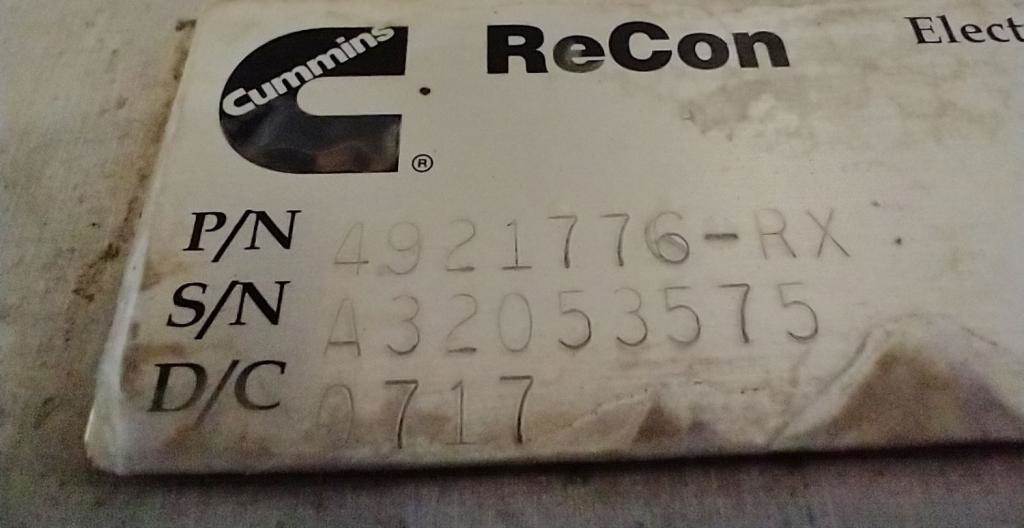 Cummins ®
ReCon Elect
P/N 4921776-RX
S/N A32053575
D/C 0717